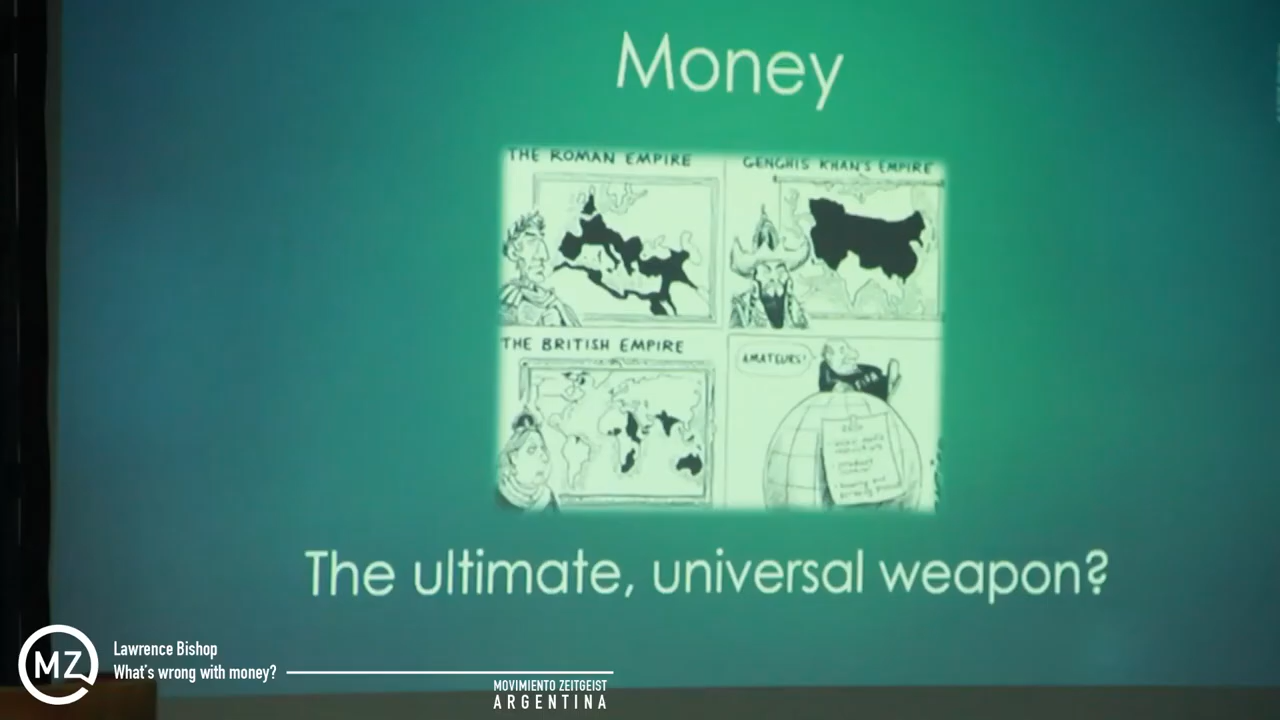 Money
THE ROMAN EMPIRE
GENGHIS KHAN'S EMPIRE
THE BRITISH EMPIRE
AMATEURS!
The ultimate, universal weapon?
MZ
Lawrence Bishop
What's wrong with money?
MOVIMIENTO ZEITGEIST
ARGENTINA